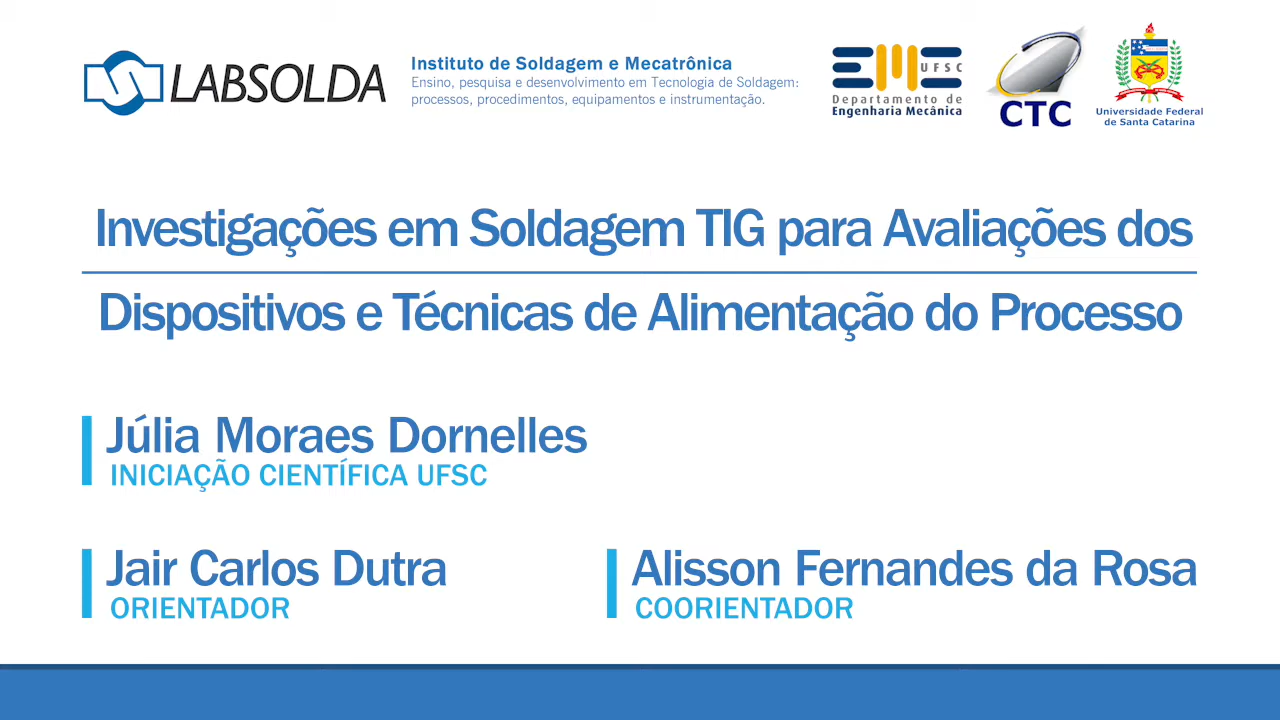 LABSOLDA
Instituto de Soldagem e Mecatrônica
Ensino, pesquisa e desenvolvimento em Tecnologia de Soldagem:
processos, procedimentos, equipamentos e instrumentação.
EME UFSC
Departamento de
Engenharia Mecânica
CTC
Universidade Federal
de Santa Catarina
Investigações em Soldagem TIG para Avaliações dos
Dispositivos e Técnicas de Alimentação do Processo
Júlia Moraes Dornelles
INICIAÇÃO CIENTÍFICA UFSC
Jair Carlos Dutra
ORIENTADOR
Alisson Fernandes da Rosa
COORIENTADOR